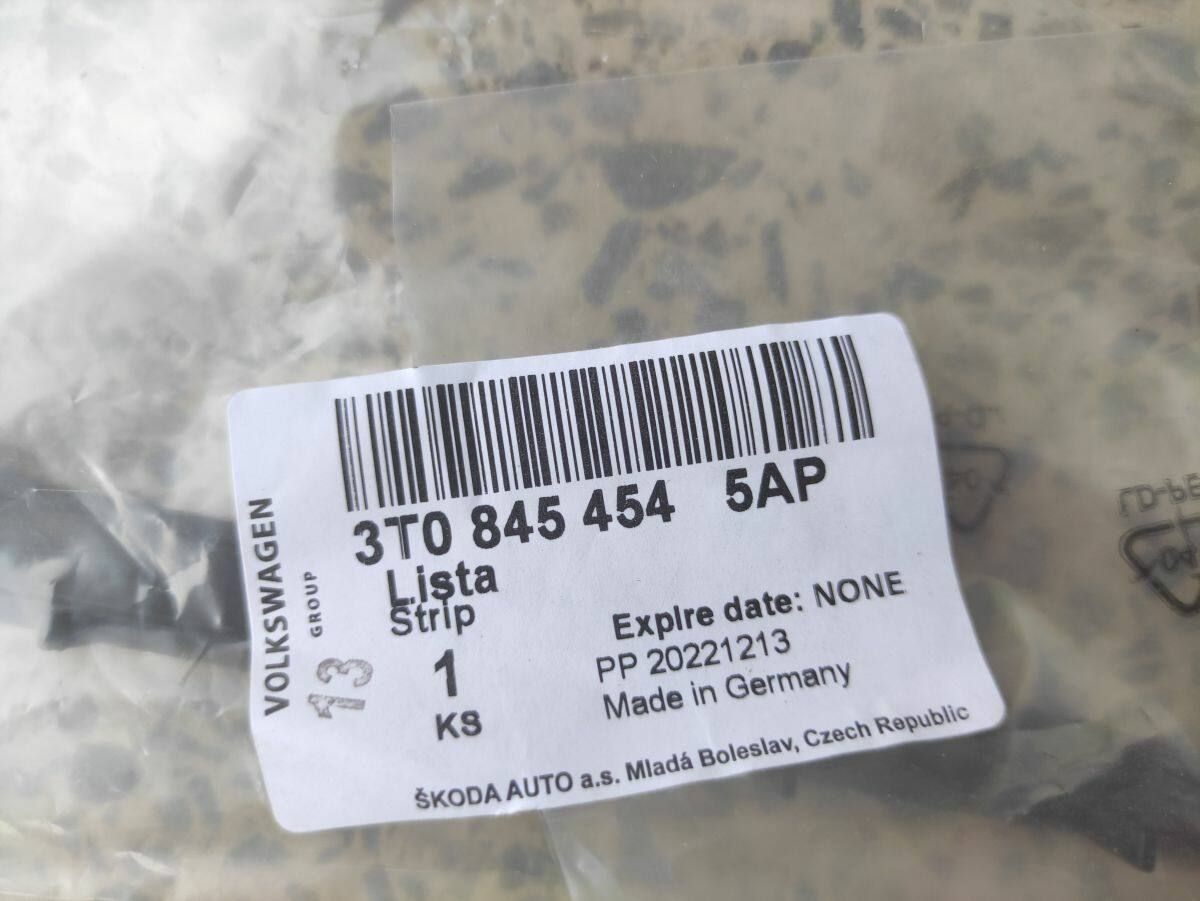 3T0 845 454 5AP
Lista
Strip
1
KS
Expire date: NONE
PP 20221213
Made in Germany
ŠKODA AUTO a.s. Mladá Boleslav, Czech Republic
VOLKSWAGEN
GROUP
13